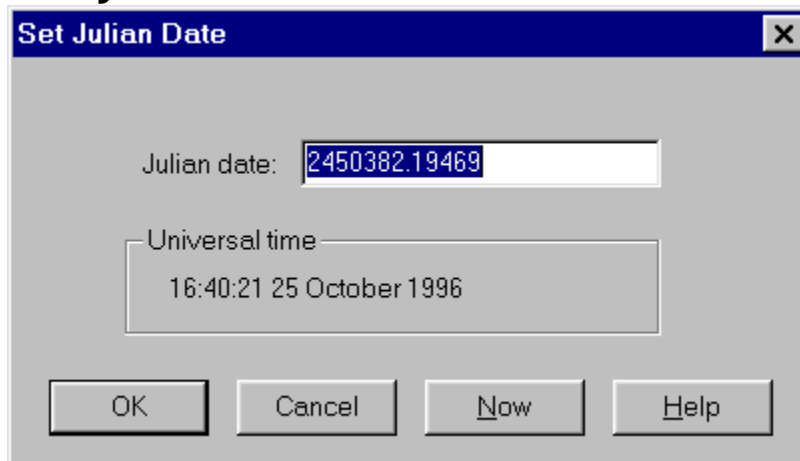 Set Julian Date
Julian date: 2450382.19469
Universal time
16:40:21 25 October 1996
OK Cancel Now Help